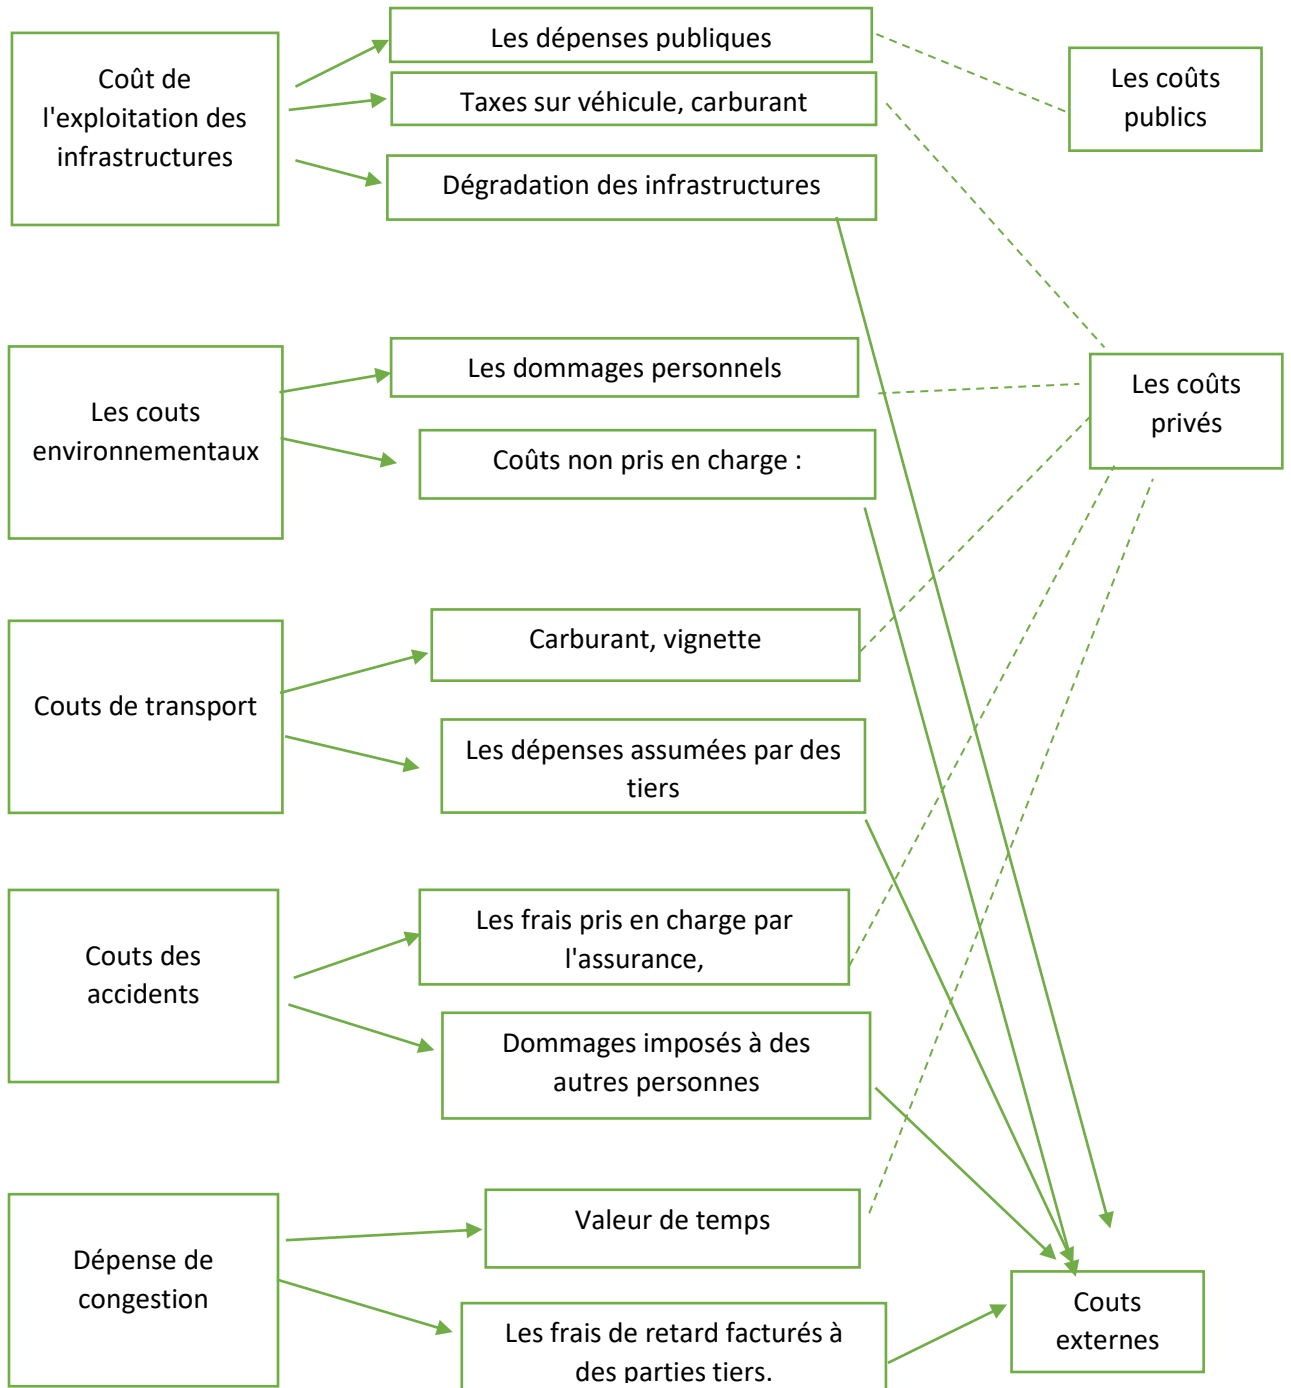 Coût de
l'exploitation des
infrastructures
Les dépenses publiques
Taxes sur véhicule, carburant
Dégradation des infrastructures
Les coûts
publics
Les couts
environnementaux
Les dommages personnels
Coûts non pris en charge :
Les coûts
privés
Couts de transport
Carburant, vignette
Les dépenses assumées par des
tiers
Couts des
accidents
Les frais pris en charge par
l'assurance,
Dommages imposés à des
autres personnes
Dépense de
congestion
Valeur de temps
Les frais de retard facturés à
des parties tiers.
Couts
externes